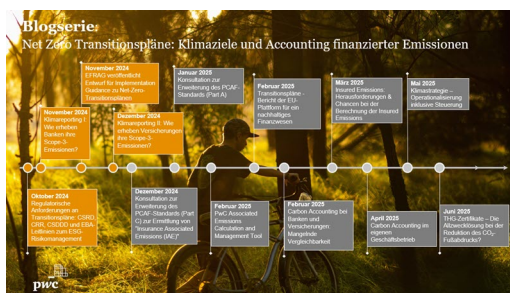 Blogserie
Net Zero Transitionspläne: Klimaziele und Accounting finanzierter Emissionen
November 2024
EFRAG veröffentlicht
Entwurf für Implementation
Guidance zu Net-Zero-
Transitionsplänen
Januar 2025
Konsultation zur
Erweiterung des PCAF-
Standards (Part A)
Februar 2025
Transitionspläne -
Bericht der EU-
Plattform für ein
nachhaltiges
Finanzwesen
März 2025
Insured Emissions:
Herausforderungen &
Chancen bei der
Berechnung der Insured
Emissions
Mai 2025
Klimastrategie –
Operationalisierung
inklusive Steuerung
November 2024
Klimareporting I:
Wie erheben
Banken ihre
Scope-3-
Emissionen?
Dezember 2024
Klimareporting II: Wie
erheben Versicherungen
ihre Scope-3-
Emissionen?
Oktober 2024
Regulatorische
Anforderungen an
Transitionspläne: CSRD,
CRR, CSDDD und EBA-
Leitlinien zum ESG-
Risikomanagement
Dezember 2024
Konsultation zur
Erweiterung des
PCAF-Standards (Part
C) zur Ermittlung von
"Insurance Associated
Emissions (IAE)"
Februar 2025
PwC Associated
Emissions
Calculation and
Management Tool
Februar 2025
Carbon Accounting bei
Banken und
Versicherungen
Mangelnde
Vergleichbarkeit
April 2025
Carbon Accounting im
eigenen
Geschäftsbetrieb
Juni 2025
THG-Zertifikate – Die
Allzwecklösung bei der
Reduktion des CO₂-
Fußabdrucks?
pwc